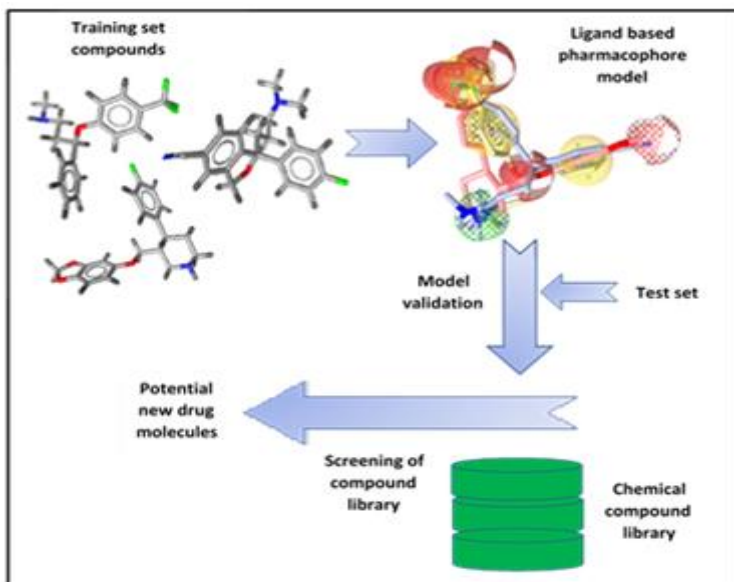 Training set
compounds
Ligand based
pharmacophore
model
Model
validation
Test set
Potential
new drug
molecules
Screening of
compound
library
Chemical
compound
library